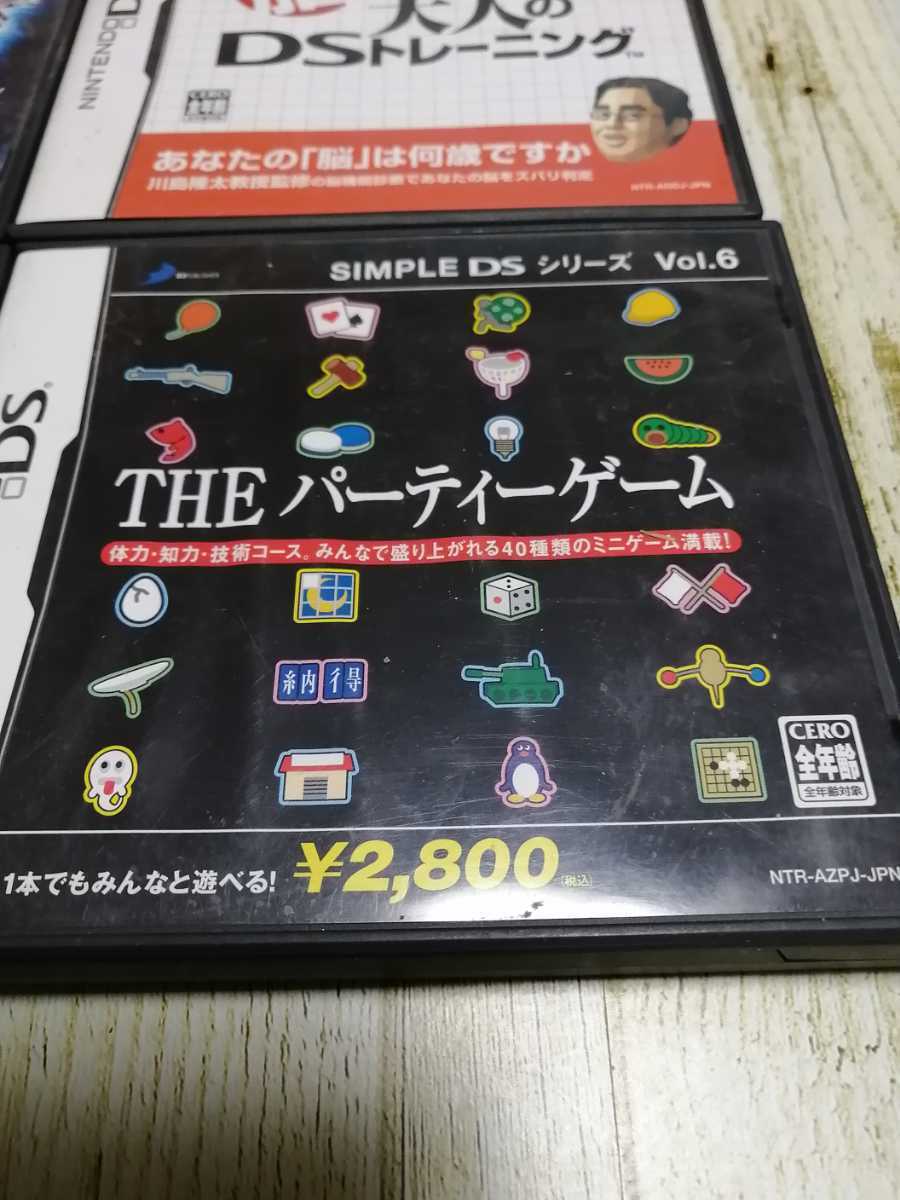 NINTENDO
大人の
DSトレーニング™
CERO
全年齢
あなたの「脳」は何歳ですか
川島隆太教授監修の脳機能診断であなたの脳をズバリ判定
SIMPLE DS シリーズ Vol.6
DS
THE パーティーゲーム
体力・知力・技術コース。みんなで盛り上がれる40種類のミニゲーム満載!
納得
CERO
全年齢
全年齢対象
1本でもみんなと遊べる!
¥2,800
(税込)
NTR-AZPJ-JPN